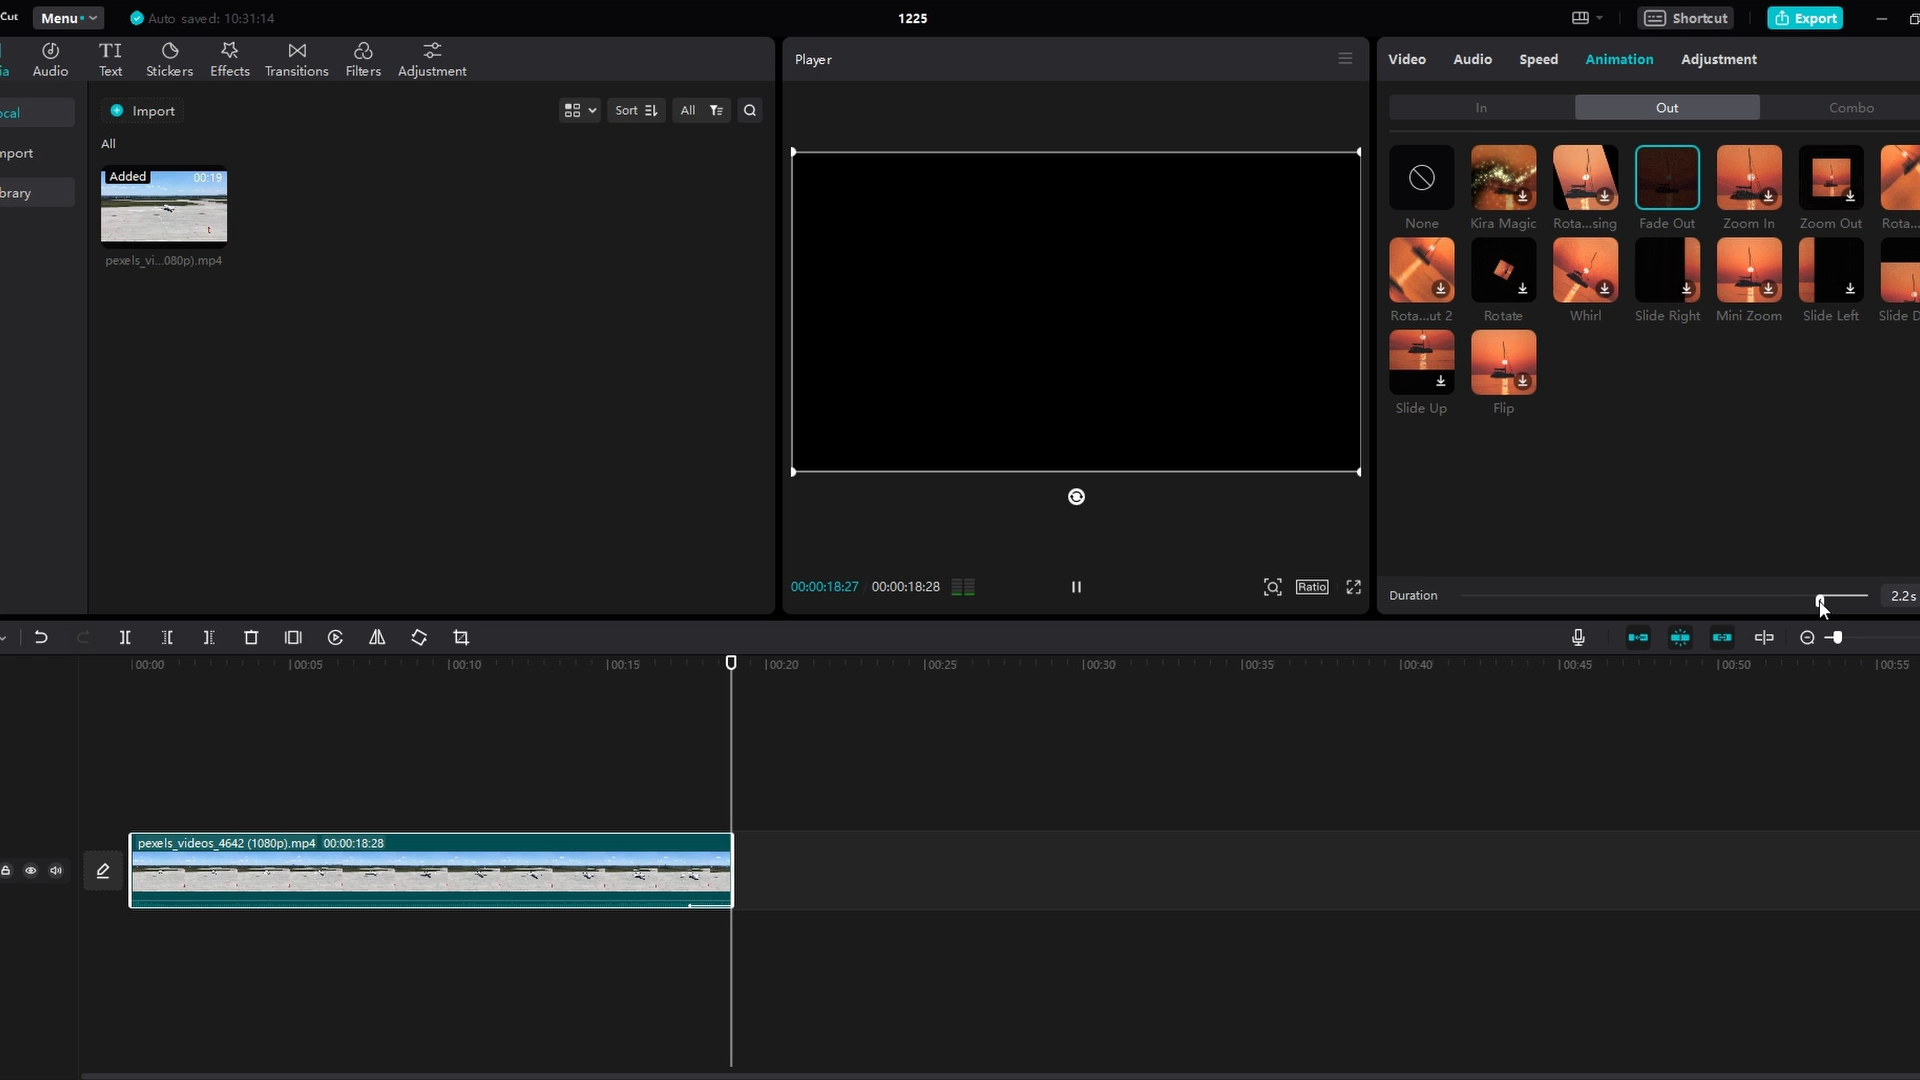 Cut Menu Auto saved: 10:31:14 1225 Shortcut Export
ia Audio Text Stickers Effects Transitions Filters Adjustment
TI
Player
Video Audio Speed Animation Adjustment
ocal
mport
brary
Import Sort All
All
Added 00:19
pexels_vi...080p).mp4
In Out Combo
None Kira Magic Rota...sing Fade Out Zoom In Zoom Out Rota...
Rota...ut 2 Rotate Whirl Slide Right Mini Zoom Slide Left Slide D
Slide Up Flip
00:00:18:27 00:00:18:28 Ratio
Duration 2.2s
00:00 00:05 00:10 00:15 00:20 00:25 00:30 00:35 00:40 00:45 00:50 00:55
pexels_videos_4642 (1080p).mp4 00:00:18:28